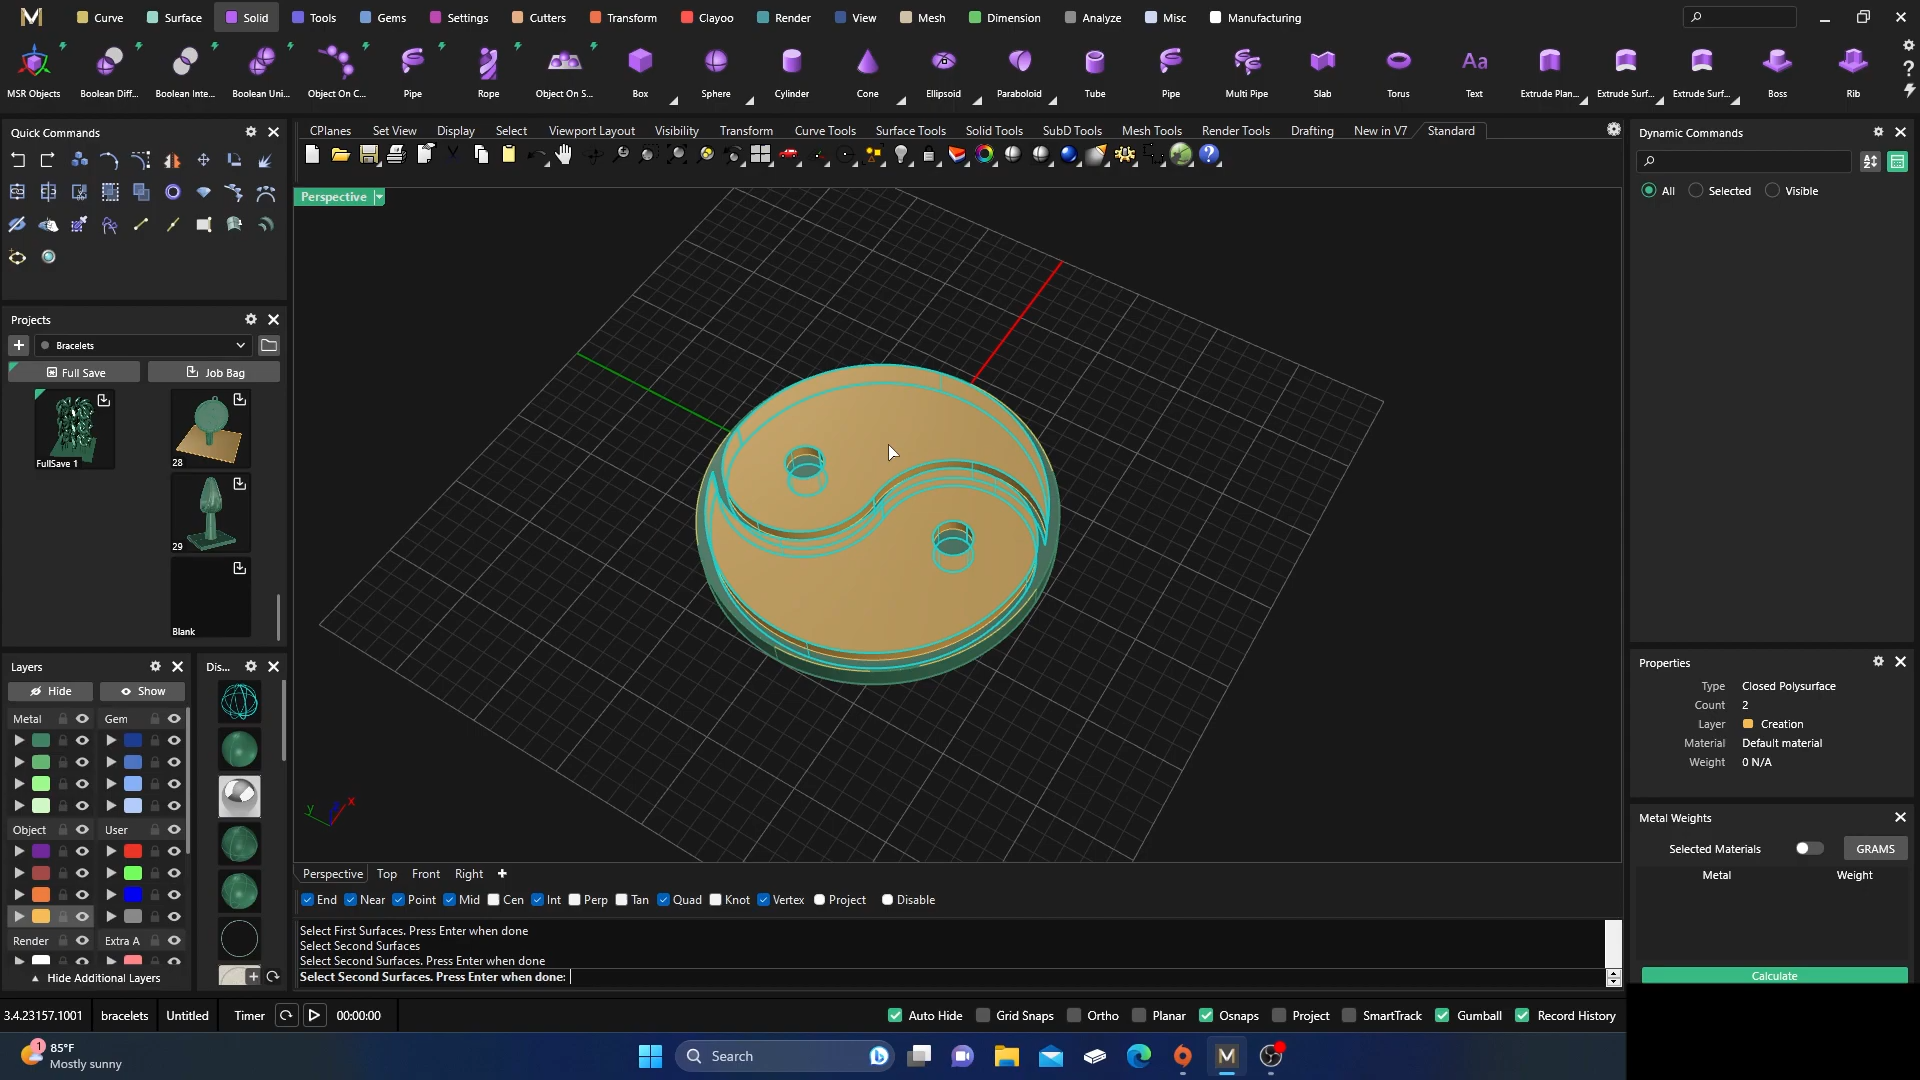 M
Curve
Surface
Solid
Tools
Gems
Settings
Cutters
Transform
Clayoo
Render
View
Mesh
Dimension
Analyze
Misc
Manufacturing
MSR Objects
Boolean Diff...
Boolean Inte...
Boolean Uni...
Object On C...
Pipe
Rope
Object On S...
Box
Sphere
Cylinder
Cone
Ellipsoid
Paraboloid
Tube
Pipe
Multi Pipe
Slab
Torus
Aa
Text
Extrude Plan...
Extrude Surf...
Extrude Surf...
Boss
Rib
Quick Commands
CPlanes
Set View
Display
Select
Viewport Layout
Visibility
Transform
Curve Tools
Surface Tools
Solid Tools
SubD Tools
Mesh Tools
Render Tools
Drafting
New in V7
Standard
Dynamic Commands
All
Selected
Visible
Perspective
Projects
Bracelets
Full Save
Job Bag
FullSave 1
28
29
Blank
Layers
Dis...
Hide
Show
Metal
Gem
Object
User
Render
Extra A
Hide Additional Layers
y
x
Perspective
Top
Front
Right
End
Near
Point
Mid
Cen
Int
Perp
Tan
Quad
Knot
Vertex
Project
Disable
Select First Surfaces. Press Enter when done
Select Second Surfaces
Select Second Surfaces. Press Enter when done
Select Second Surfaces. Press Enter when done:
Properties
Type Closed Polysurface
Count 2
Layer Creation
Material Default material
Weight 0 N/A
Metal Weights
Selected Materials
GRAMS
Metal
Weight
Calculate
3.4.23157.1001
bracelets
Untitled
Timer
00:00:00
Auto Hide
Grid Snaps
Ortho
Planar
Osnaps
Project
SmartTrack
Gumball
Record History
1
85°F
Mostly sunny
Search
M